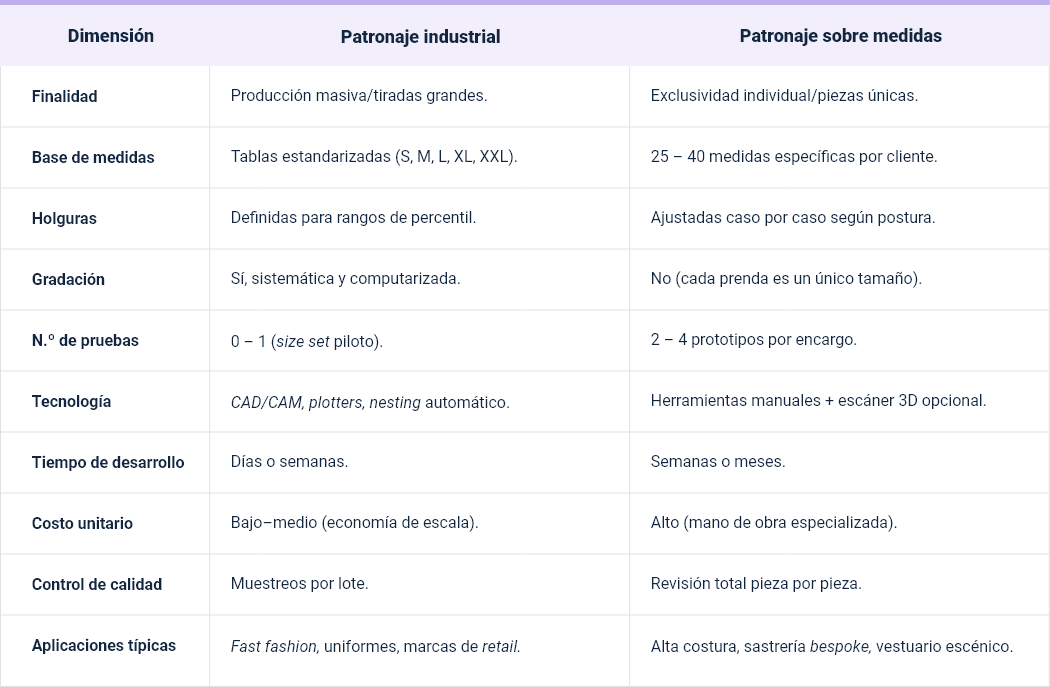 Dimensión Patronaje industrial Patronaje sobre medidas
Finalidad Producción masiva/tiradas grandes. Exclusividad individual/piezas únicas.
Base de medidas Tablas estandarizadas (S, M, L, XL, XXL). 25 – 40 medidas específicas por cliente.
Holguras Definidas para rangos de percentil. Ajustadas caso por caso según postura.
Gradación Sí, sistemática y computarizada. No (cada prenda es un único tamaño).
N.º de pruebas 0 – 1 (size set piloto). 2 – 4 prototipos por encargo.
Tecnología CAD/CAM, plotters, nesting automático. Herramientas manuales + escáner 3D opcional.
Tiempo de desarrollo Días o semanas. Semanas o meses.
Costo unitario Bajo–medio (economía de escala). Alto (mano de obra especializada).
Control de calidad Muestreos por lote. Revisión total pieza por pieza.
Aplicaciones típicas Fast fashion, uniformes, marcas de retail. Alta costura, sastrería bespoke, vestuario escénico.